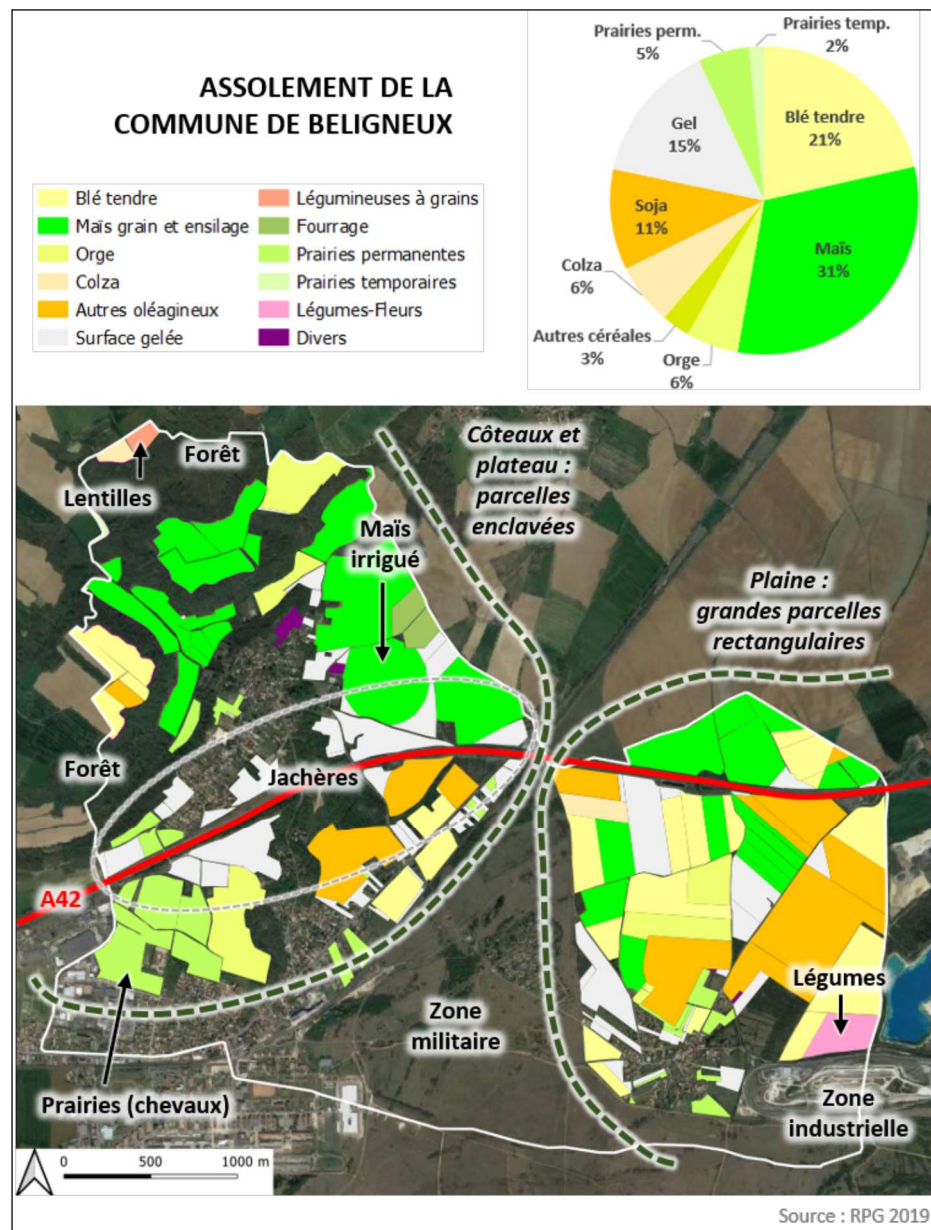 ASSOLEMENT DE LA
COMMUNE DE BELIGNEUX
Blé tendre
Maïs grain et ensilage
Orge
Colza
Autres oléagineux
Surface gelée
Légumineuses à grains
Fourrage
Prairies permanentes
Prairies temporaires
Légumes-Fleurs
Divers
Prairies perm.
5%
Prairies temp.
2%
Blé tendre
21%
Gel
15%
Soja
11%
Maïs
31%
Colza
6%
Autres céréales
3%
Orge
6%
Forêt
Lentilles
Côteaux et
plateau :
parcelles
enclavées
Maïs
irrigué
Plaine :
grandes parcelles
rectangulaires
Forêt
Jachères
A42
Légumes
Zone
militaire
Prairies (chevaux)
Zone
industrielle
0 500 1000 m
Source : RPG 2019